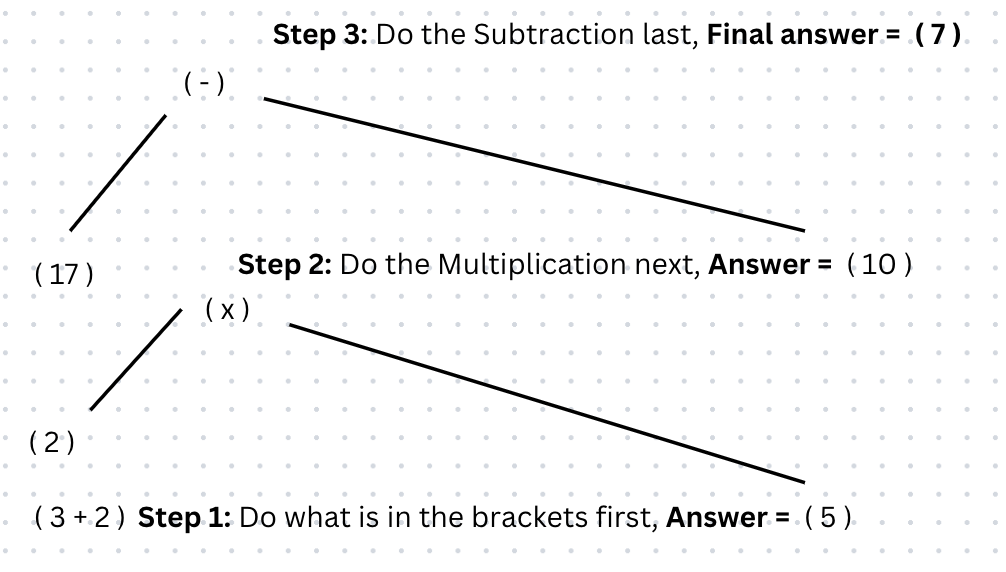 Step 3: Do the Subtraction last, Final answer = (7)
(-)
(17)
Step 2: Do the Multiplication next, Answer = (10)
(x)
(2)
(3+2) Step 1: Do what is in the brackets first, Answer = (5)